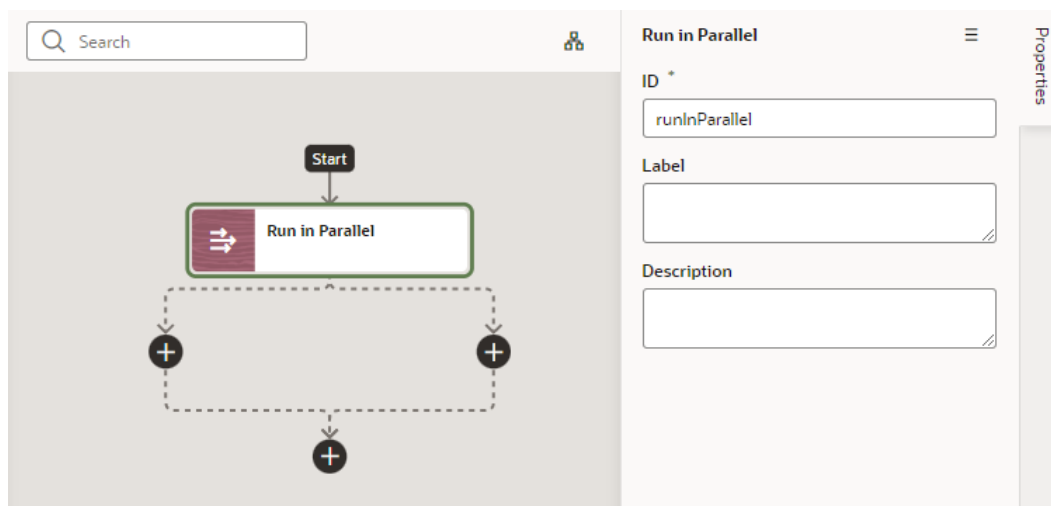 Search
Start
Run in Parallel
Run in Parallel
ID *
runInParallel
Label
Description
Properties